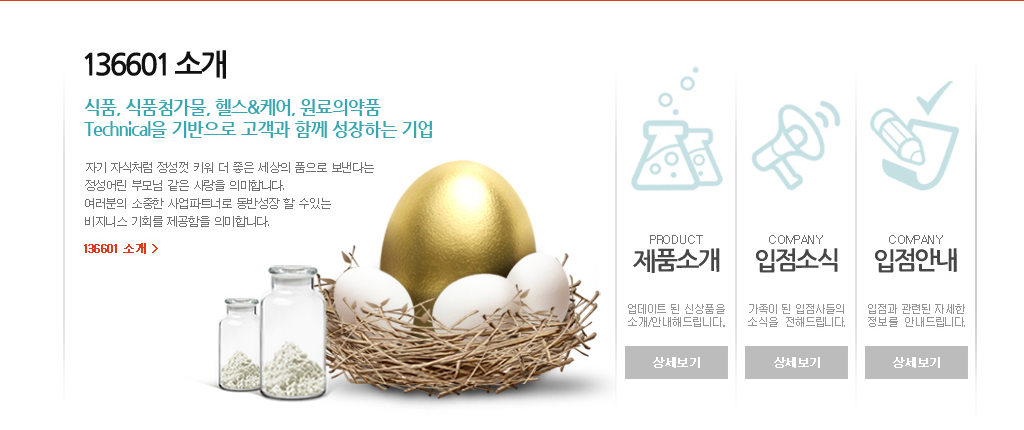 136601 소개
식품, 식품첨가물, 헬스&케어, 원료의약품
Technical을 기반으로 고객과 함께 성장하는 기업
자기 자식처럼 정성껏 키워 더 좋은 세상의 품으로 보낸다는
정성어린 부모님 같은 사랑을 의미합니다.
여러분의 소중한 사업파트너로 동반성장 할 수있는
비지니스 기회를 제공함을 의미합니다.
136601 소개 >
PRODUCT
제품소개
업데이트 된 신상품을
소개/안내해드립니다.
상세보기
COMPANY
입점소식
가족이 된 입점사들의
소식을 전해드립니다.
상세보기
COMPANY
입점안내
입점과 관련된 자세한
정보를 안내드립니다.
상세보기